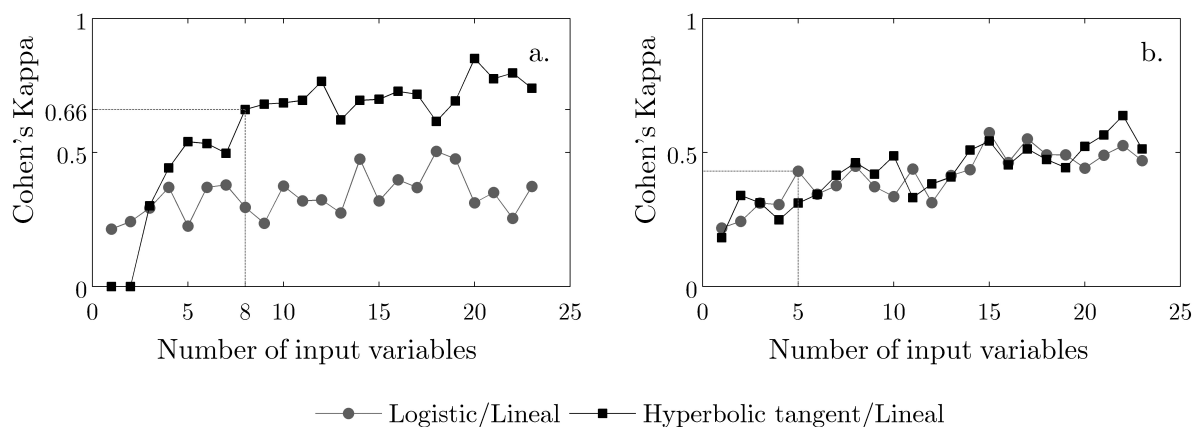 1
a.
0.66
0.5
0
Cohen's Kappa
0 5 8 10 15 20 25
Number of input variables
1
b.
0.5
0
Cohen's Kappa
0 5 10 15 20 25
Number of input variables
Logistic/Lineal Hyperbolic tangent/Lineal